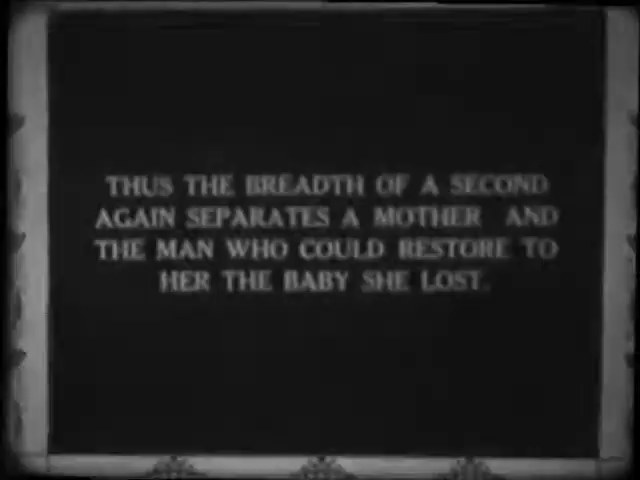 THUS THE BREADTH OF A SECOND
AGAIN SEPARATES A MOTHER AND
THE MAN WHO COULD RESTORE TO
HER THE BABY SHE LOST.